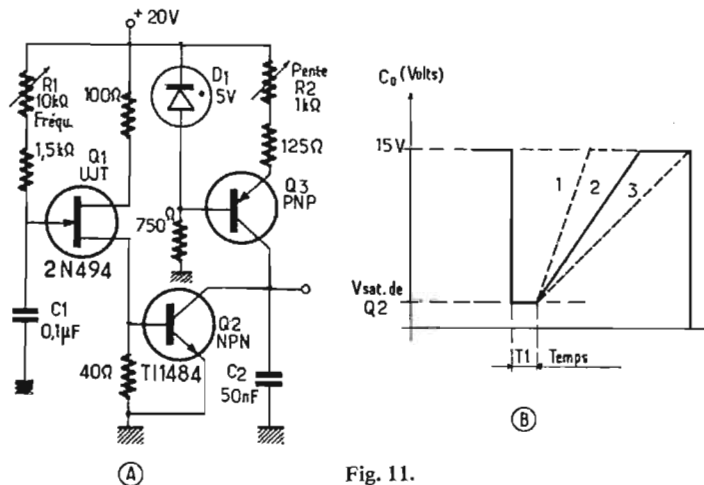 + 20V
R1
10kΩ
Fréqu.
100Ω
D1
5V
Pente
R2
1kΩ
1,5kΩ
125Ω
Q1
UJT
Q3
PNP
750Ω
2N494
C1
0,1µF
Q2
NPN
TI1484
40Ω
C2
50nF
A
Co (Volts)
15V
1
2
3
Vsat. de
Q2
T1
Temps
B
Fig. 11.